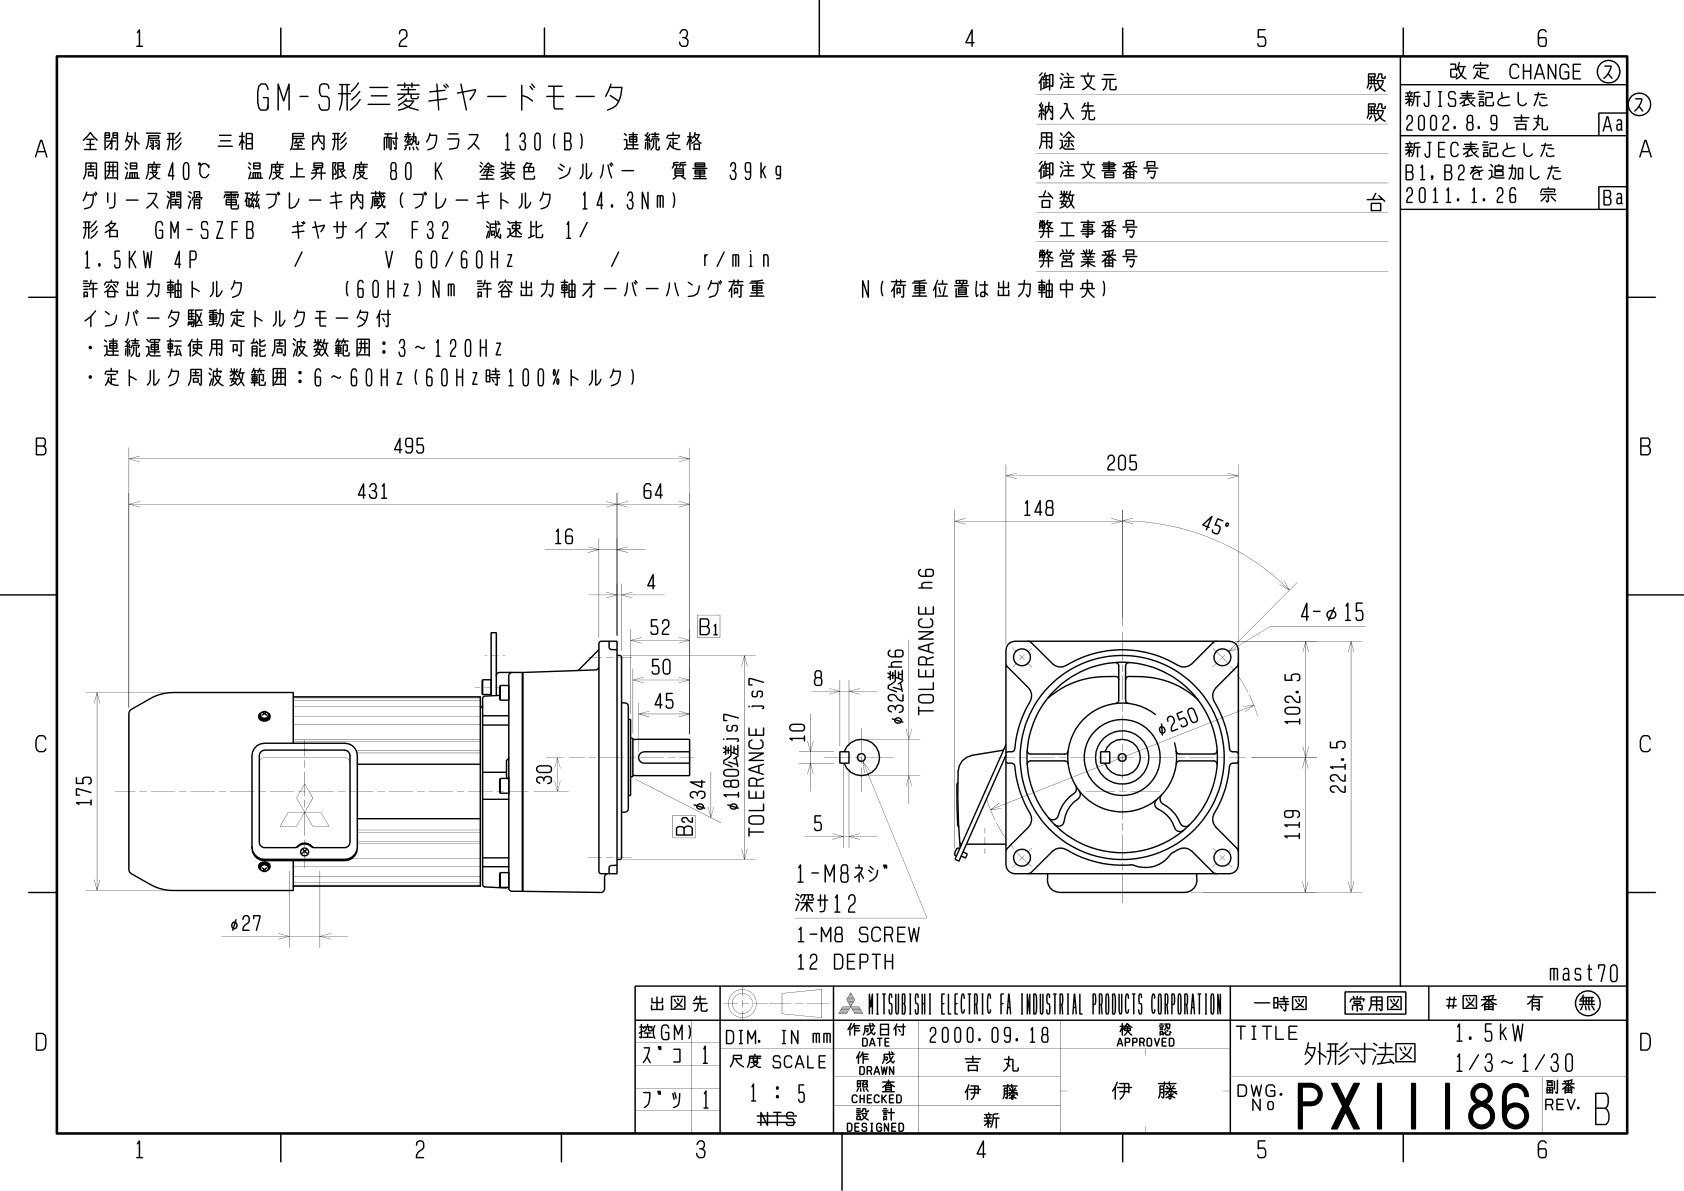 1 2 3 4 5 6
GM-S形三菱ギヤードモータ
全閉外扇形 三相 屋内形 耐熱クラス 130(B) 連続定格
周囲温度40℃ 温度上昇限度 80 K 塗装色 シルバー 質量 39kg
グリース潤滑 電磁ブレーキ内蔵(ブレーキトルク 14.3Nm)
形名 GM-SZFB ギヤサイズ F32 減速比 1/
1.5KW 4P / V 60/60Hz / r/min
許容出力軸トルク (60Hz)Nm 許容出力軸オーバーハング荷重 N(荷重位置は出力軸中央)
インバータ駆動定トルクモータ付
・連続運転使用可能周波数範囲:3~120Hz
・定トルク周波数範囲:6~60Hz(60Hz時100%トルク)
御注文元 殿
納入先 殿
用途
御注文書番号
台数 台
弊工事番号
弊営業番号
改定 CHANGE ス
新JIS表記とした
2002.8.9 吉丸 Aa
新JEC表記とした
B1,B2を追加した
2011.1.26 宗 Ba
ス
A A
B B
C C
D D
495
431 64
16
4
52 B1
50
45
30
175
φ27
φ34
B2
φ180公差js7
TOLERANCE js7
8
10
5
φ32公差h6
TOLERANCE h6
1-M8ネジ
深サ12
1-M8 SCREW
12 DEPTH
205
148
45°
4-φ15
φ250
102.5
221.5
119
mast70
出図先
控(GM)
ズコ 1
ブツ 1
DIM. IN mm
尺度 SCALE
1 : 5
NTS
MITSUBISHI ELECTRIC FA INDUSTRIAL PRODUCTS CORPORATION
作成日付 DATE 2000.09.18
作成 DRAWN 吉丸
照査 CHECKED 伊藤
設計 DESIGNED 新
検認 APPROVED
伊藤
一時図 常用図 #図番 有 無
TITLE 外形寸法図
1.5kW
1/3~1/30
DWG. No PX11186
副番 REV. B
1 2 3 4 5 6